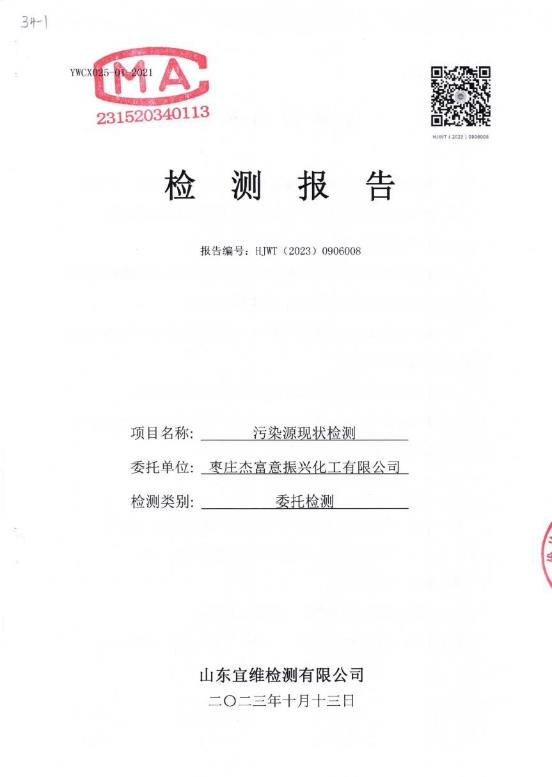 34-1
YWCX025-01-2021
MA
231520340113
HJWT(2023)0906008
检测报告
报告编号：HJWT（2023）0906008
项目名称: 污染源现状检测
委托单位: 枣庄杰富意振兴化工有限公司
检测类别: 委托检测
山东宜维检测有限公司
二〇二三年十月十三日